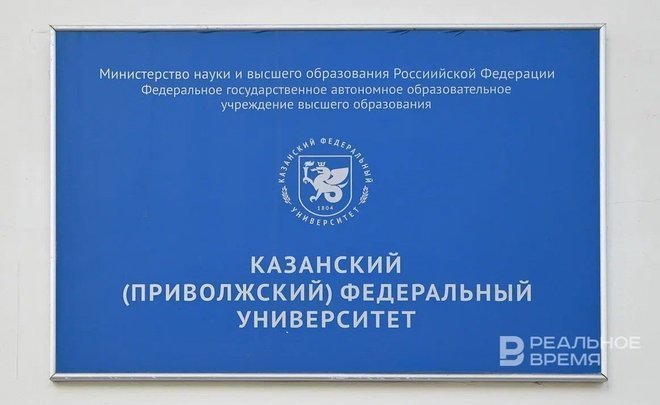 Министерство науки и высшего образования Россиийской Федерации
Федеральное государственное автономное образовательное
учреждение высшего образования
КАЗАНСКИЙ ФЕДЕРАЛЬНЫЙ
1804
УНИВЕРСИТЕТ
КАЗАНСКИЙ
(ПРИВОЛЖСКИЙ) ФЕДЕРАЛЬНЫЙ
УНИВЕРСИТЕТ
РЕАЛЬНОЕ
ВРЕМЯ